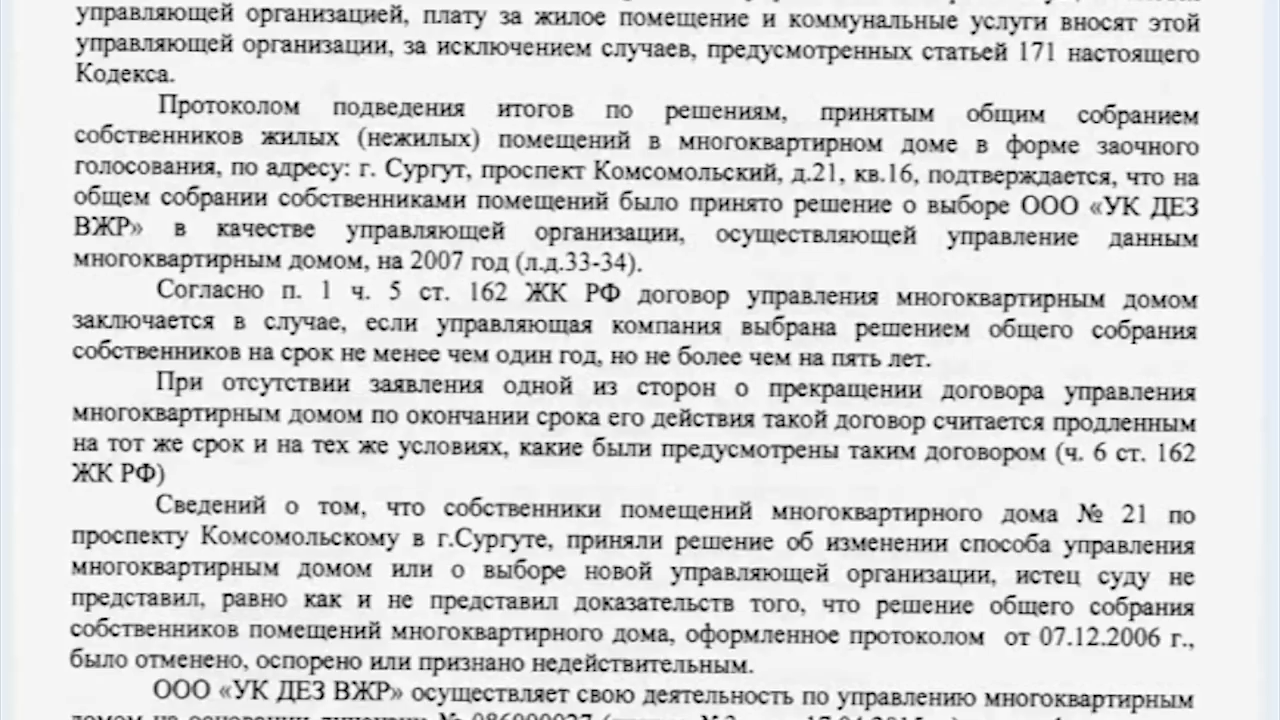 управляющей организацией, плату за жилое помещение и коммунальные услуги вносят этой
управляющей организации, за исключением случаев, предусмотренных статьей 171 настоящего
Кодекса.
Протоколом подведения итогов по решениям, принятым общим собранием
собственников жилых (нежилых) помещений в многоквартирном доме в форме заочного
голосования, по адресу: г. Сургут, проспект Комсомольский, д.21, кв.16, подтверждается, что на
общем собрании собственниками помещений было принято решение о выборе ООО «УК ДЕЗ
ВЖР» в качестве управляющей организации, осуществляющей управление данным
многоквартирным домом, на 2007 год (л.д.33-34).
Согласно п. 1 ч. 5 ст. 162 ЖК РФ договор управления многоквартирным домом
заключается в случае, если управляющая компания выбрана решением общего собрания
собственников на срок не менее чем один год, но не более чем на пять лет.
При отсутствии заявления одной из сторон о прекращении договора управления
многоквартирным домом по окончании срока его действия такой договор считается продленным
на тот же срок и на тех же условиях, какие были предусмотрены таким договором (ч. 6 ст. 162
ЖК РФ)
Сведений о том, что собственники помещений многоквартирного дома № 21 по
проспекту Комсомольскому в г.Сургуте, приняли решение об изменении способа управления
многоквартирным домом или о выборе новой управляющей организации, истец суду не
представил, равно как и не представил доказательств того, что решение общего собрания
собственников помещений многоквартирного дома, оформленное протоколом от 07.12.2006 г.,
было отменено, оспорено или признано недействительным.
ООО «УК ДЕЗ ВЖР» осуществляет свою деятельность по управлению многоквартирным
домом на основании лицензии №